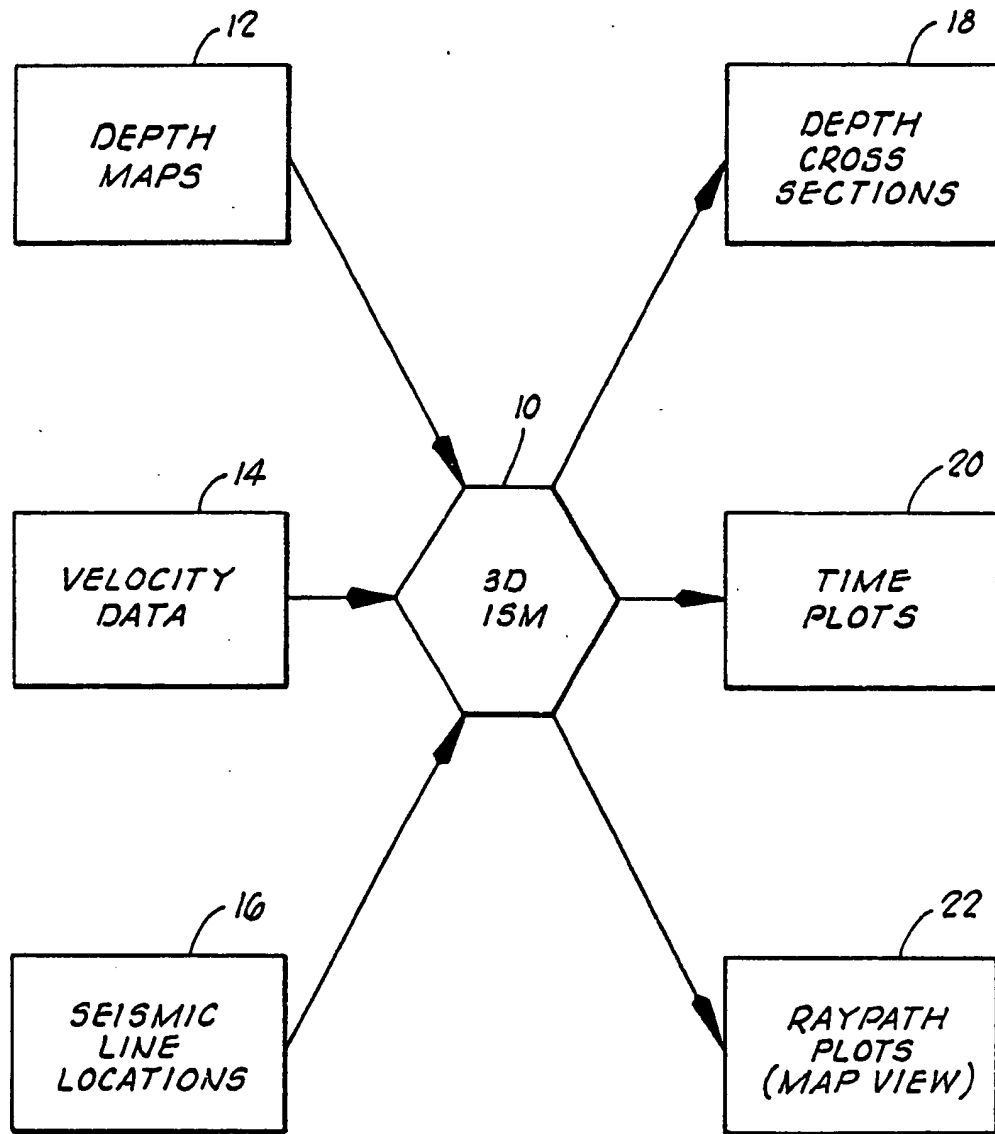 12
DEPTH
MAPS
18
DEPTH
CROSS
SECTIONS
10
3D
ISM
14
VELOCITY
DATA
20
TIME
PLOTS
16
SEISMIC
LINE
LOCATIONS
22
RAYPATH
PLOTS
(MAP VIEW)